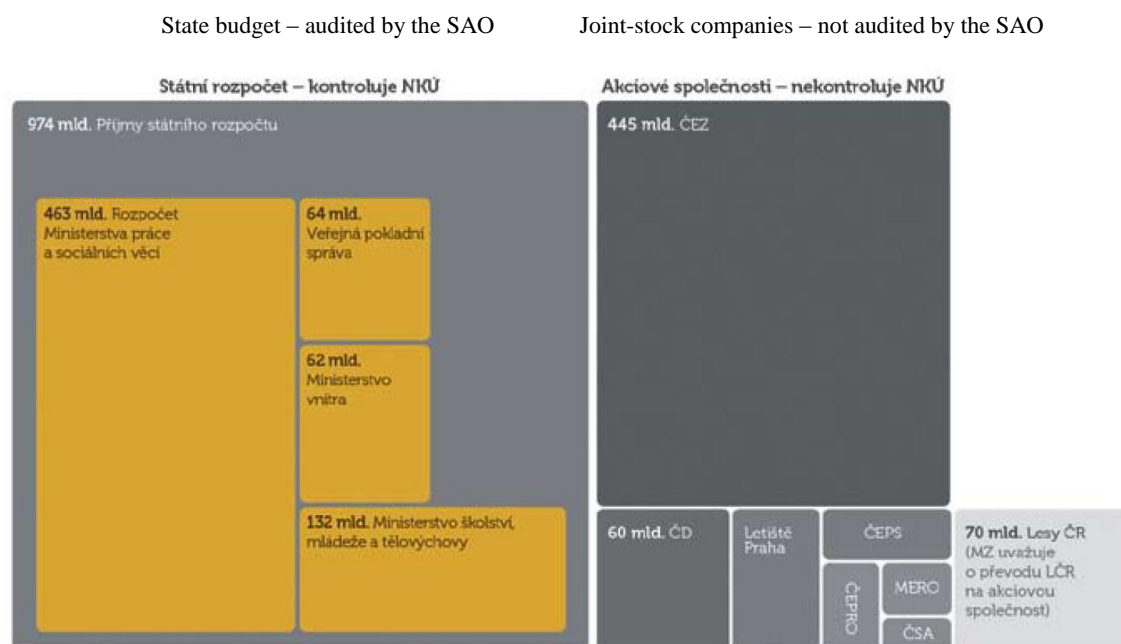 State budget – audited by the SAO
Joint-stock companies – not audited by the SAO
Státní rozpočet – kontroluje NKÚ
Akciové společnosti – nekontroluje NKÚ
974 mld. Příjmy státního rozpočtu
463 mld. Rozpočet
Ministerstva práce
a sociálních věcí
64 mld.
Veřejná pokladní
správa
62 mld.
Ministerstvo
vnitra
132 mld. Ministerstvo školství,
mládeže a tělovýchovy
445 mld. ČEZ
60 mld. ČD
Letiště
Praha
ČEPS
ČEPRO
MERO
ČSA
70 mld. Lesy ČR
(MZ uvažuje
o převodu LČR
na akciovou
společnost)